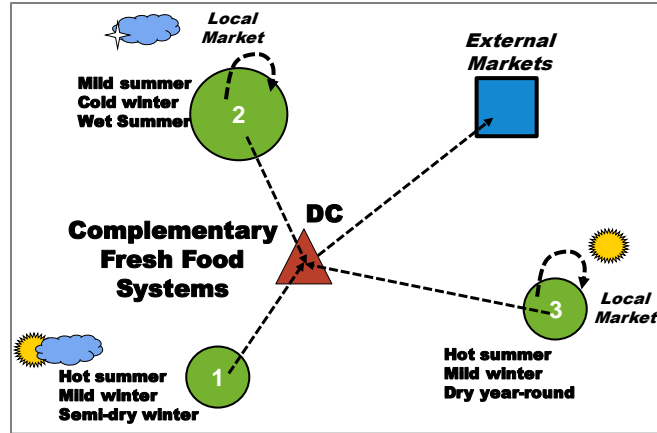 Local
Market
Mild summer
Cold winter
Wet Summer
2
External
Markets
DC
Complementary
Fresh Food
Systems
3
Local
Market
Hot summer
Mild winter
Dry year-round
1
Hot summer
Mild winter
Semi-dry winter